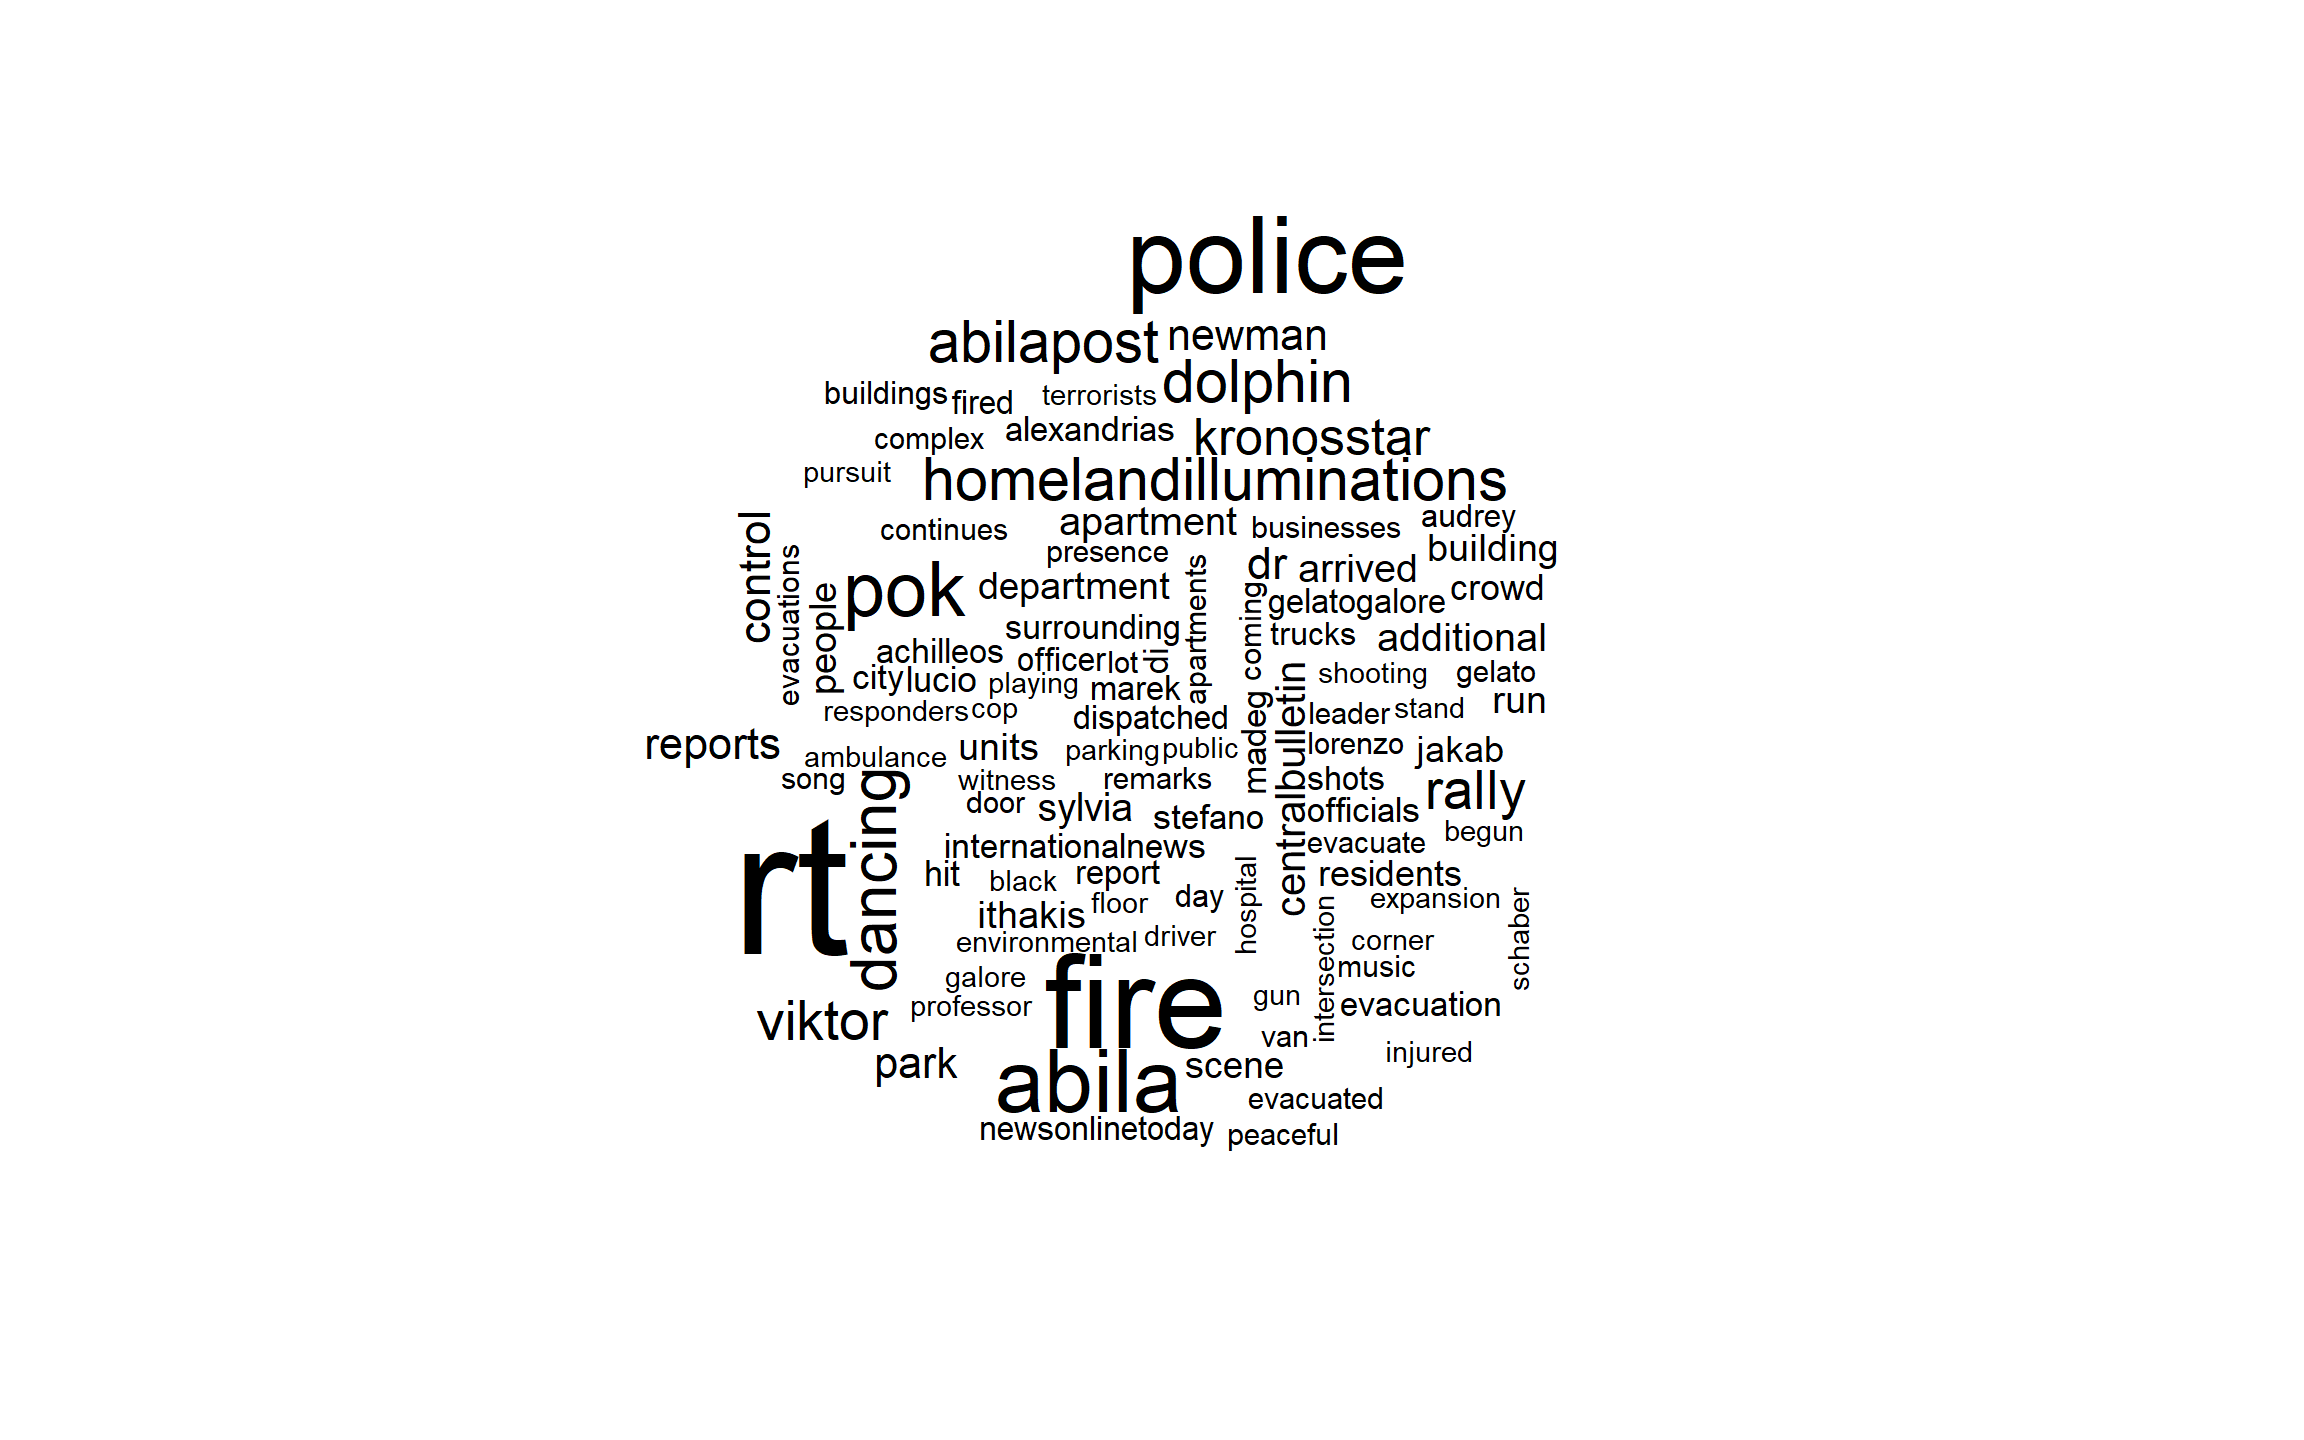 police
abilapost newman
dolphin
buildings fired terrorists
complex alexandrias kronosstar
pursuit homelandilluminations
control continues apartment businesses audrey
evacuations presence apartments dr arrived building
people pok department coming gelatogalore crowd
surrounding trucks additional
achilleos officer lot di shooting gelato
city lucio playing marek centralbulletin run
responders cop dispatched madeg leader stand
reports ambulance units parking public lorenzo jakab
song witness remarks shots rally
dancing door sylvia stefano officials
rt internationalnews evacuate begun
hit black report day hospital residents
ithakis floor intersection expansion schaber
environmental driver corner
galore fire music
viktor professor gun evacuation
van
park abila scene injured
evacuated
newsonlinetoday peaceful